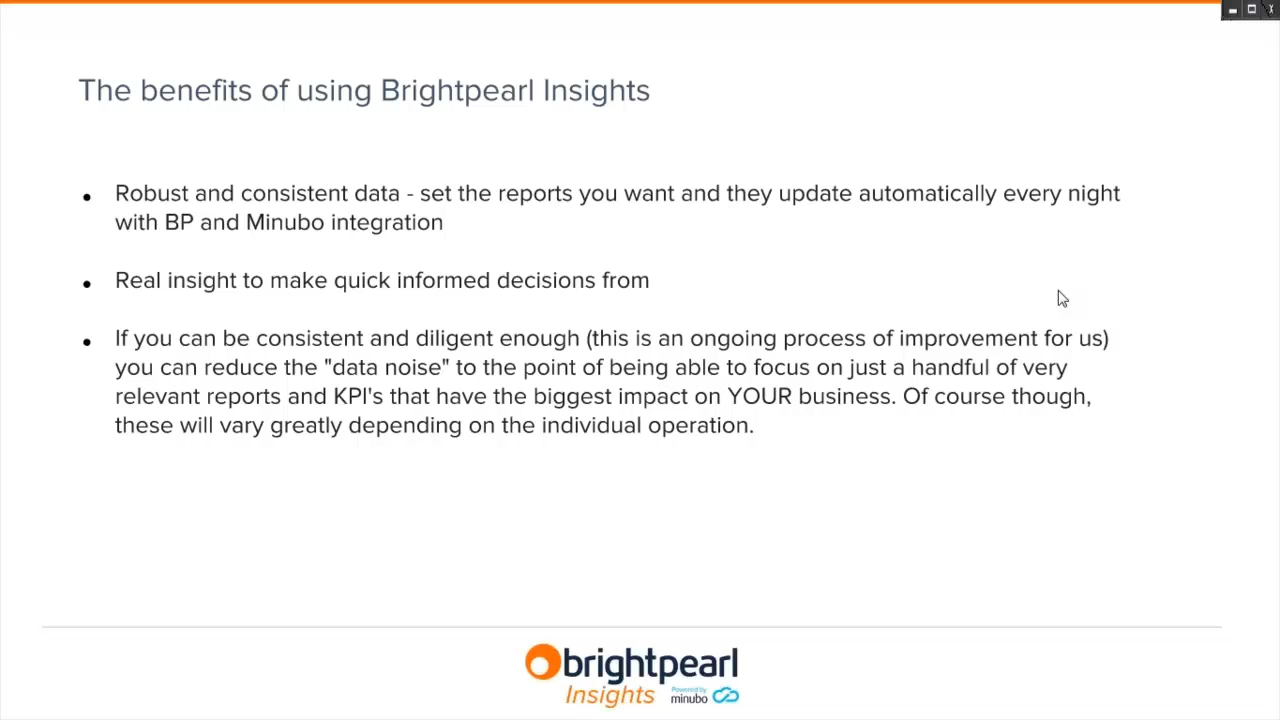 The benefits of using Brightpearl Insights
• Robust and consistent data - set the reports you want and they update automatically every night
with BP and Minubo integration
• Real insight to make quick informed decisions from
• If you can be consistent and diligent enough (this is an ongoing process of improvement for us)
you can reduce the "data noise" to the point of being able to focus on just a handful of very
relevant reports and KPI's that have the biggest impact on YOUR business. Of course though,
these will vary greatly depending on the individual operation.
brightpearl
Insights
Powered by
minubo